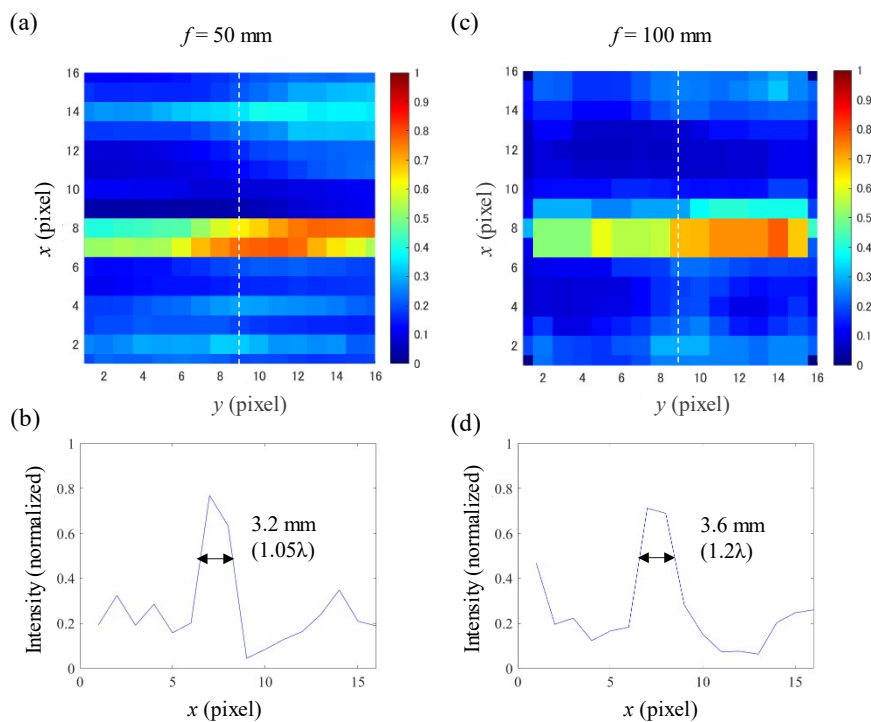 (a)
f = 50 mm
16
14
12
10
8
6
4
2
x (pixel)
2 4 6 8 10 12 14 16
y (pixel)
1
0.9
0.8
0.7
0.6
0.5
0.4
0.3
0.2
0.1
0
(c)
f = 100 mm
16
14
12
10
8
6
4
2
x (pixel)
2 4 6 8 10 12 14 16
y (pixel)
1
0.9
0.8
0.7
0.6
0.5
0.4
0.3
0.2
0.1
0
(b)
Intensity (normalized)
1
0.8
0.6
0.4
0.2
0
0 5 10 15
x (pixel)
3.2 mm
(1.05λ)
(d)
Intensity (normalized)
1
0.8
0.6
0.4
0.2
0
0 5 10 15
x (pixel)
3.6 mm
(1.2λ)